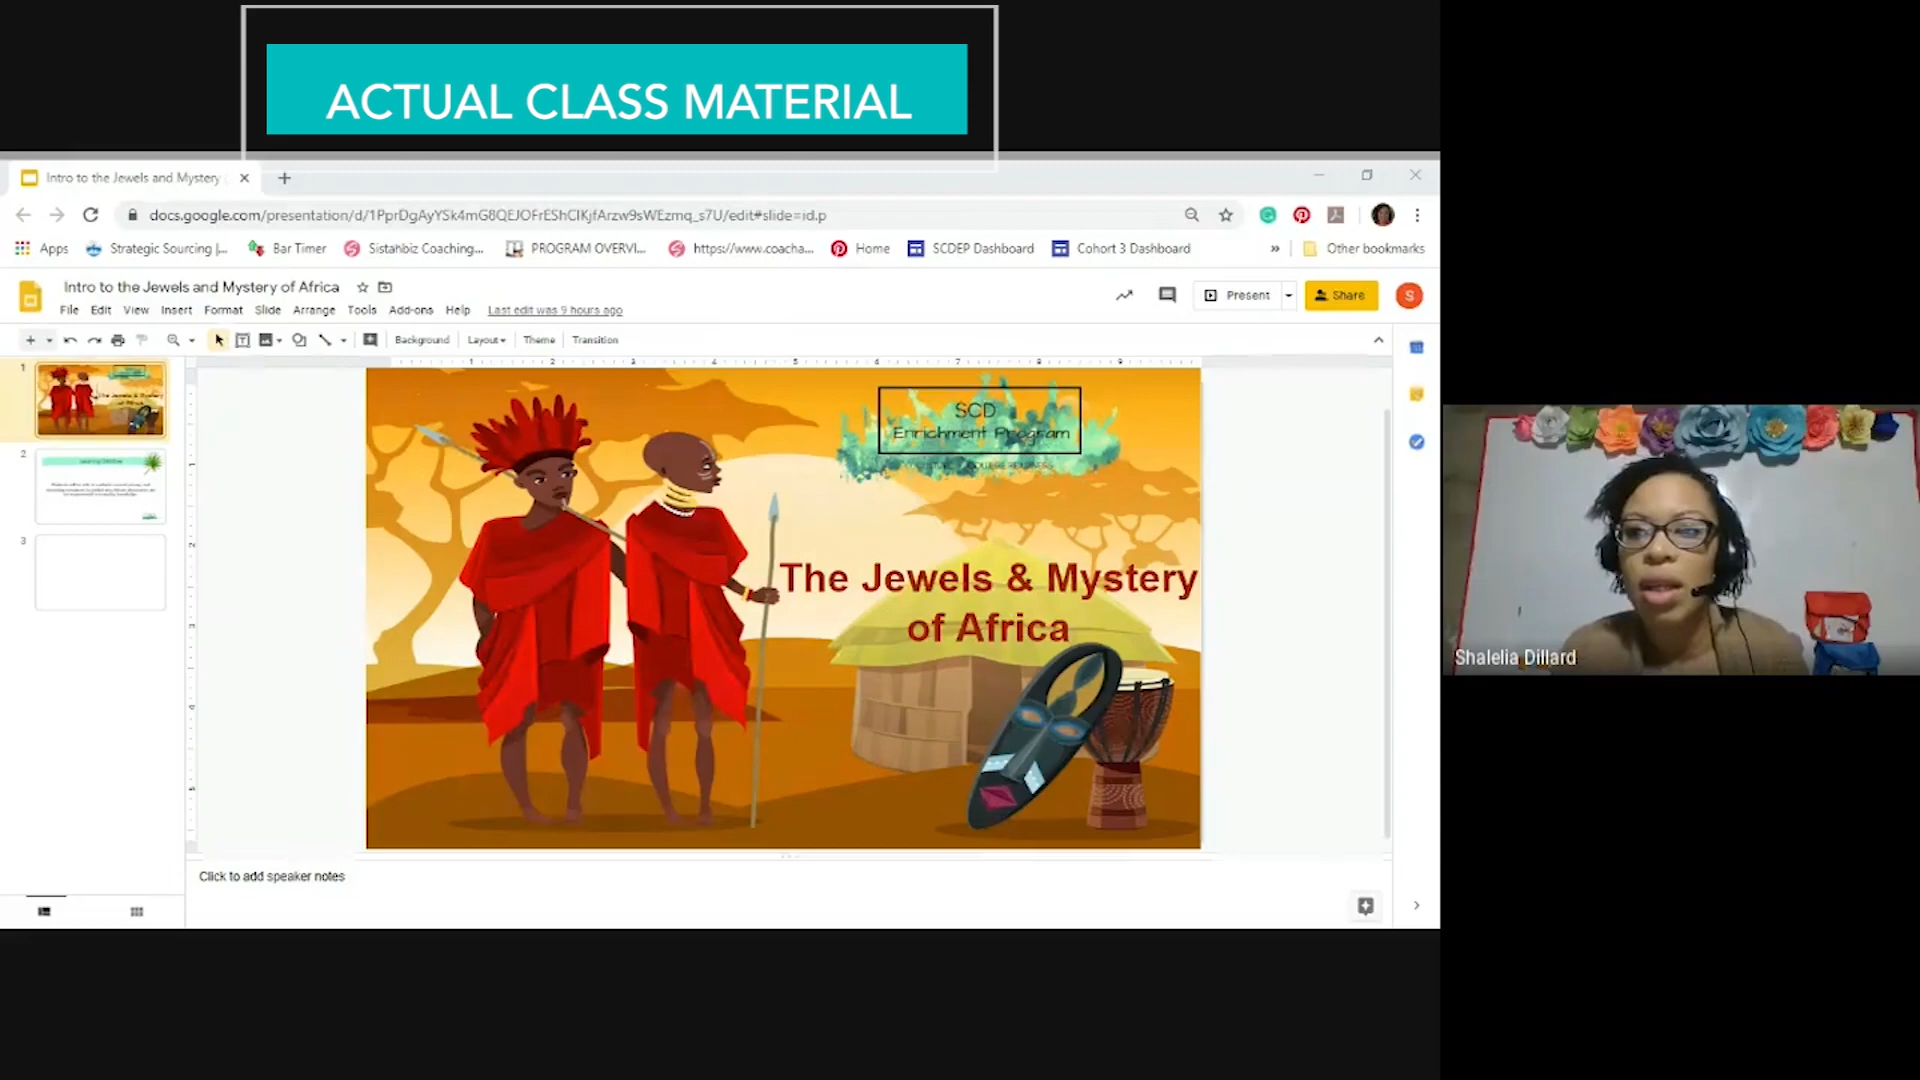 ACTUAL CLASS MATERIAL
Intro to the Jewels and Mystery
docs.google.com/presentation/d/1PprDgAyYSk4mG8QEJOFrEShCIKjfArzw9sWEzmq_s7U/edit#slide=id.p
Apps Strategic Sourcing |... Bar Timer Sistahbiz Coaching... PROGRAM OVERVI... https://www.coacha... Home SCDEP Dashboard Cohort 3 Dashboard » Other bookmarks
Intro to the Jewels and Mystery of Africa
File Edit View Insert Format Slide Arrange Tools Add-ons Help Last edit was 9 hours ago
Present Share S
Background Layout Theme Transition
1
2
3
SCD
Enrichment Program
The Jewels & Mystery
of Africa
Click to add speaker notes
Shalelia Dillard